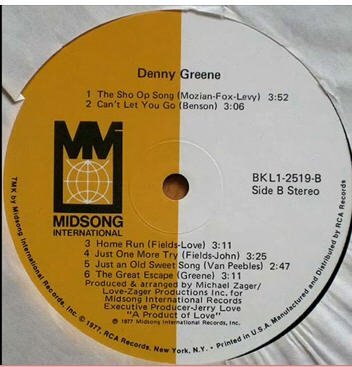 Denny Greene
1 The Sho Op Song (Mozian-Fox-Levy) 3:52
2 Can't Let You Go (Benson) 3:06
MM
MIDSONG
INTERNATIONAL
BKL1-2519-B
Side B Stereo
3 Home Run (Fields-Love) 3:11
4 Just One More Try (Fields-John) 3:25
5 Just an Old Sweet Song (Van Peebles) 2:47
6 The Great Escape (Greene) 3:11
Produced & arranged by Michael Zager/
Love-Zager Productions Inc. for
Midsong International Records
Executive Producer-Jerry Love
"A Product of Love"
℗ 1977 Midsong International Records, Inc.
TMK by Midsong International Records, Inc. © 1977, RCA Records, New York, N.Y. • Printed in U.S.A. Manufactured and Distributed by RCA Records